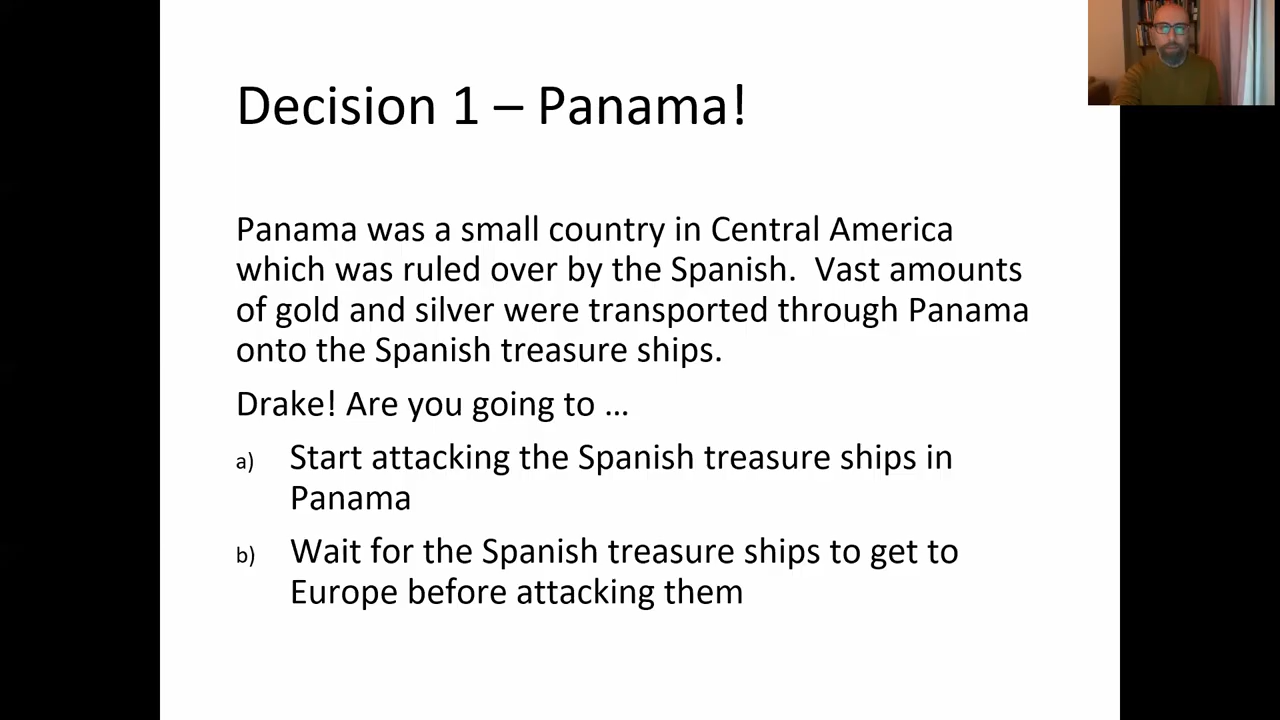 Decision 1 – Panama!
Panama was a small country in Central America
which was ruled over by the Spanish.  Vast amounts
of gold and silver were transported through Panama
onto the Spanish treasure ships.
Drake! Are you going to …
a) Start attacking the Spanish treasure ships in
Panama
b) Wait for the Spanish treasure ships to get to
Europe before attacking them